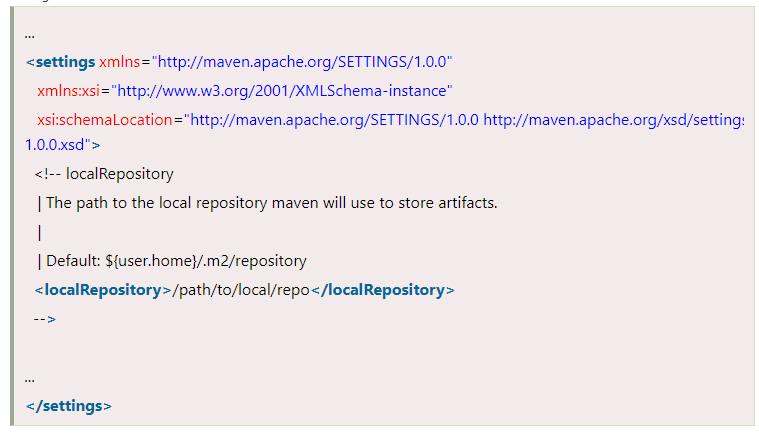 ...
<settings xmlns="http://maven.apache.org/SETTINGS/1.0.0"
xmlns:xsi="http://www.w3.org/2001/XMLSchema-instance"
xsi:schemaLocation="http://maven.apache.org/SETTINGS/1.0.0 http://maven.apache.org/xsd/settings
1.0.0.xsd">
<!-- localRepository
| The path to the local repository maven will use to store artifacts.
|
| Default: ${user.home}/.m2/repository
<localRepository>/path/to/local/repo</localRepository>
-->
...
</settings>